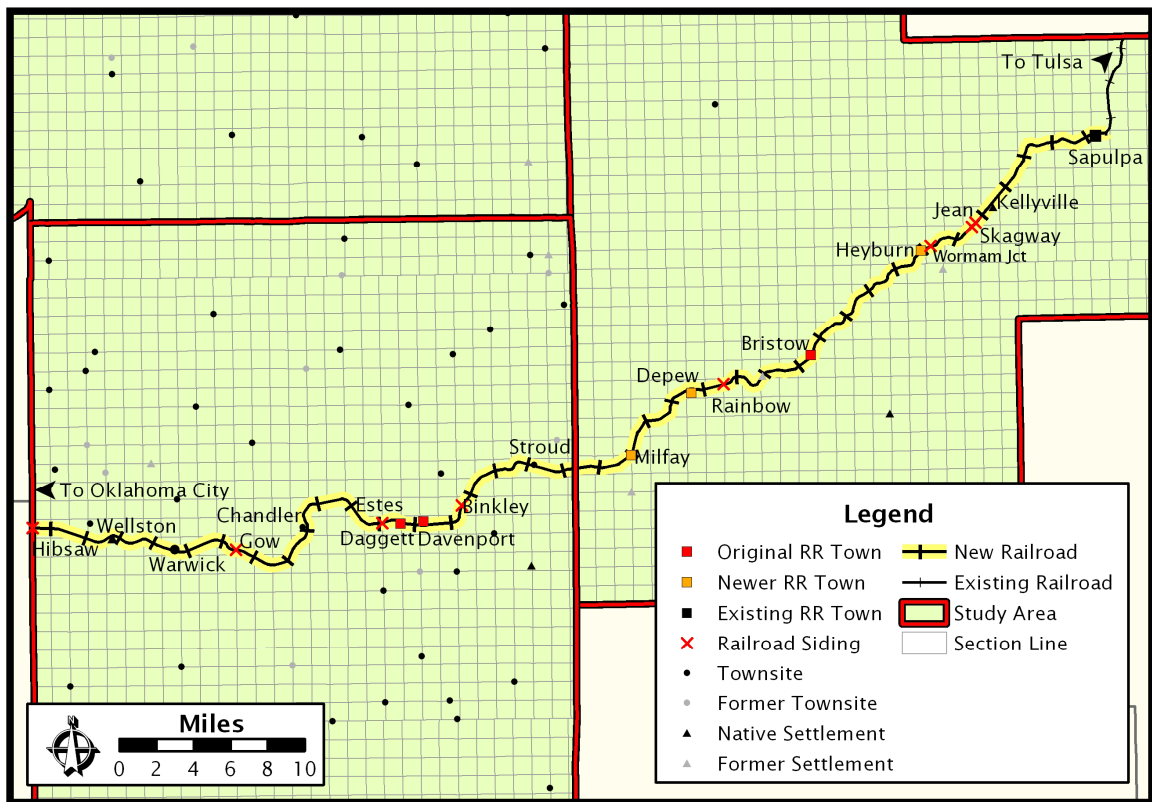 To Tulsa
Sapulpa
Kellyville
Jean
Skagway
Heyburn
Wormam Jct
Bristow
Depew
Rainbow
Stroud
Milfay
To Oklahoma City
Estes
Binkley
Chandler
Wellston
Daggett
Davenport
Gow
Hibsaw
Warwick
Legend
Original RR Town
New Railroad
Newer RR Town
Existing Railroad
Existing RR Town
Study Area
Railroad Siding
Section Line
Townsite
Former Townsite
Native Settlement
Former Settlement
N
Miles
0 2 4 6 8 10